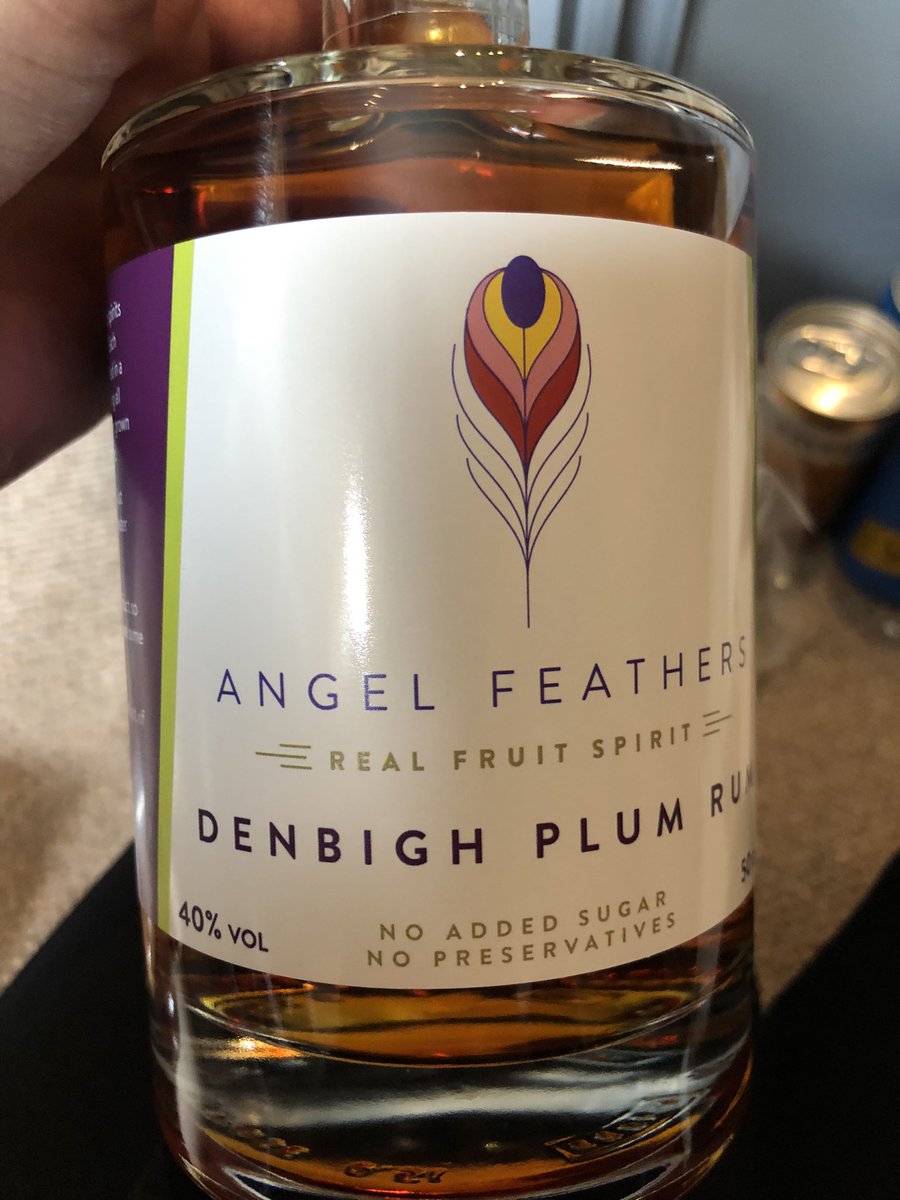 ANGEL FEATHERS
REAL FRUIT SPIRIT
DENBIGH PLUM RUM
40% VOL
NO ADDED SUGAR
NO PRESERVATIVES